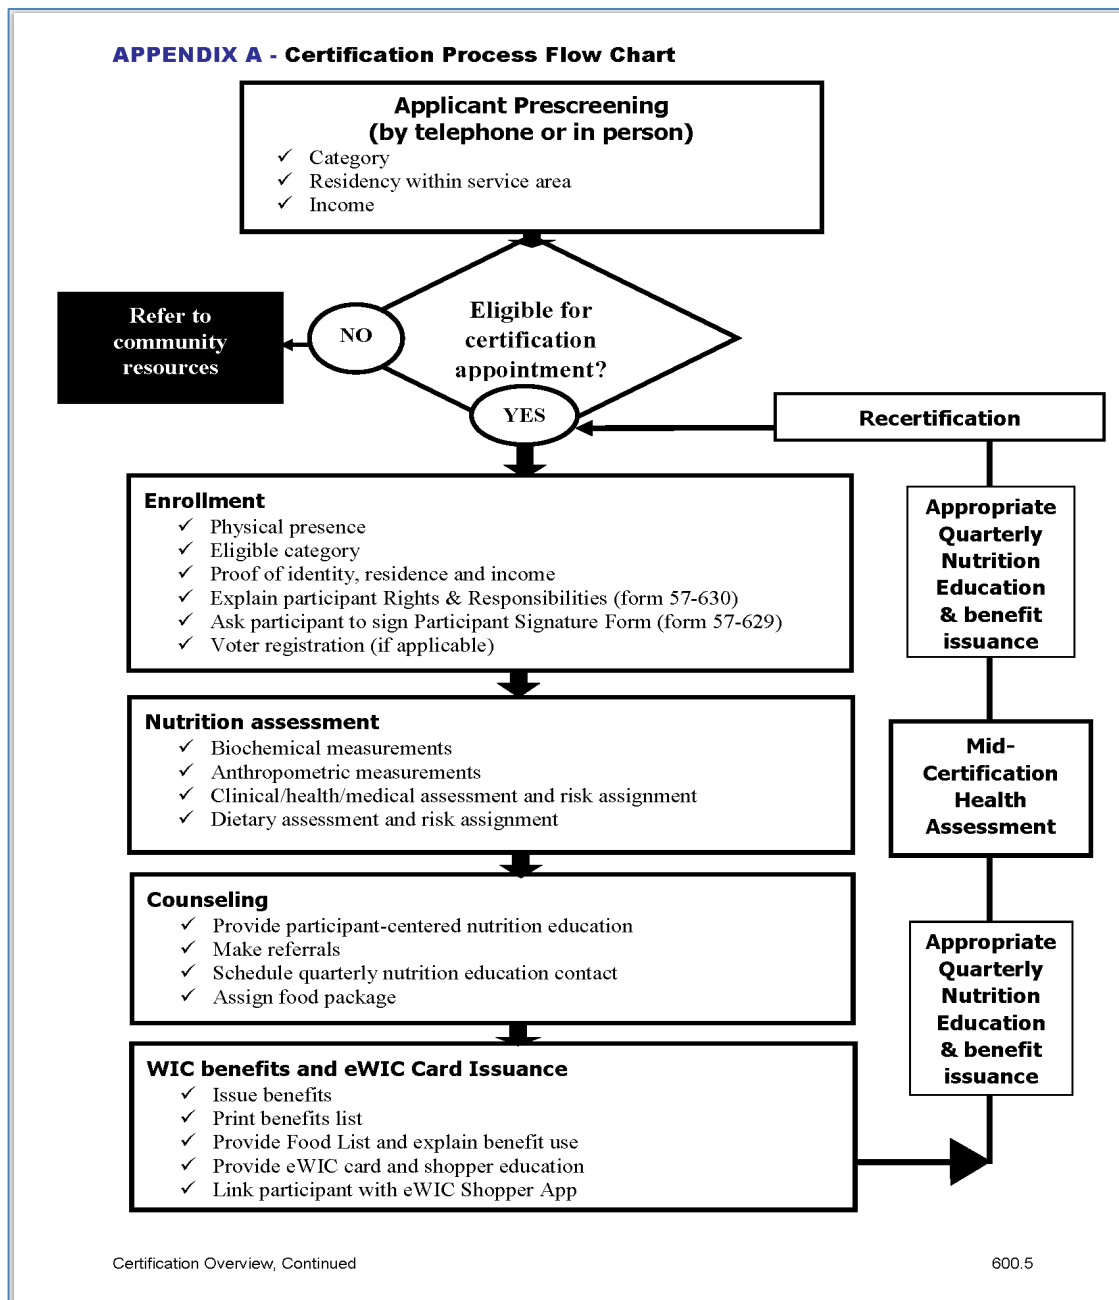 APPENDIX A - Certification Process Flow Chart
Applicant Prescreening
(by telephone or in person)
✓ Category
✓ Residency within service area
✓ Income
Eligible for
certification
appointment?
NO
Refer to
community
resources
YES
Recertification
Enrollment
✓ Physical presence
✓ Eligible category
✓ Proof of identity, residence and income
✓ Explain participant Rights & Responsibilities (form 57-630)
✓ Ask participant to sign Participant Signature Form (form 57-629)
✓ Voter registration (if applicable)
Nutrition assessment
✓ Biochemical measurements
✓ Anthropometric measurements
✓ Clinical/health/medical assessment and risk assignment
✓ Dietary assessment and risk assignment
Counseling
✓ Provide participant-centered nutrition education
✓ Make referrals
✓ Schedule quarterly nutrition education contact
✓ Assign food package
WIC benefits and eWIC Card Issuance
✓ Issue benefits
✓ Print benefits list
✓ Provide Food List and explain benefit use
✓ Provide eWIC card and shopper education
✓ Link participant with eWIC Shopper App
Appropriate
Quarterly
Nutrition
Education
& benefit
issuance
Mid-
Certification
Health
Assessment
Appropriate
Quarterly
Nutrition
Education
& benefit
issuance
Certification Overview, Continued
600.5